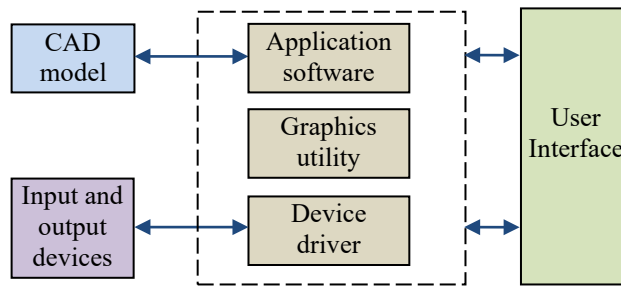 CAD
model
Application
software
Graphics
utility
User
Interface
Input and
output
devices
Device
driver